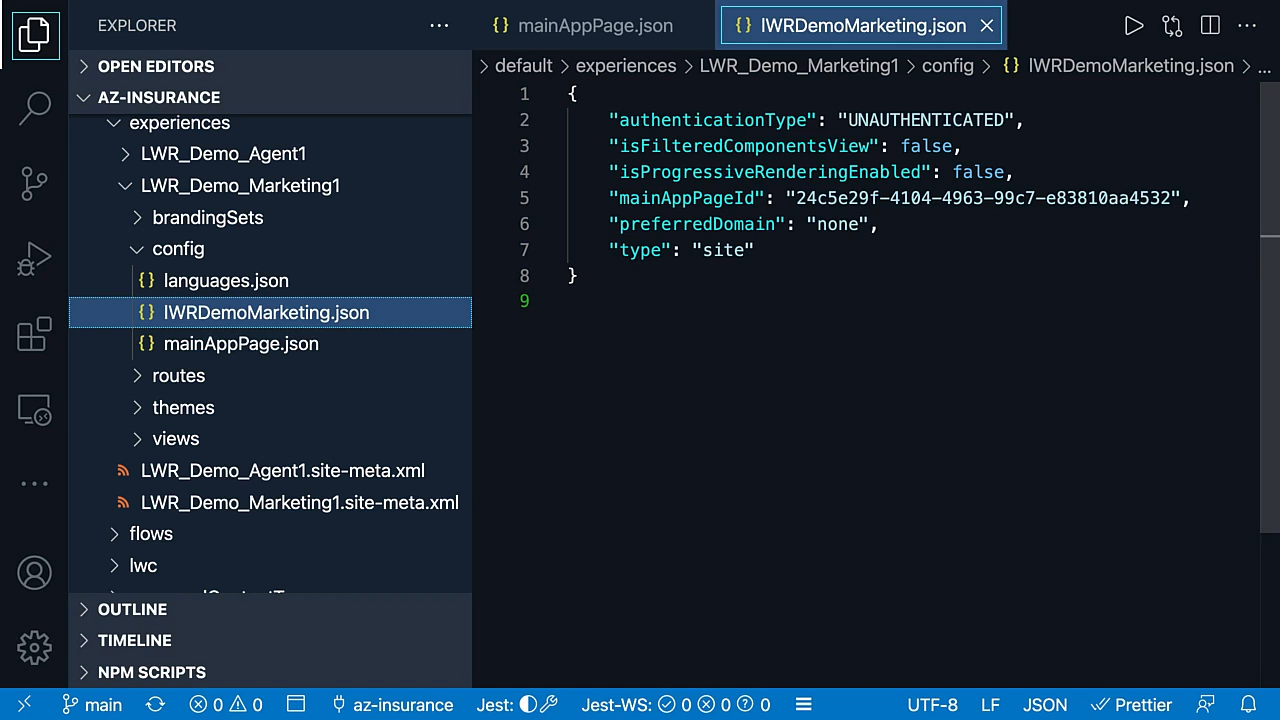 EXPLORER
mainAppPage.json
lWRDemoMarketing.json
OPEN EDITORS
AZ-INSURANCE
experiences
LWR_Demo_Agent1
LWR_Demo_Marketing1
brandingSets
config
{} languages.json
{} lWRDemoMarketing.json
{} mainAppPage.json
routes
themes
views
LWR_Demo_Agent1.site-meta.xml
LWR_Demo_Marketing1.site-meta.xml
flows
lwc
OUTLINE
TIMELINE
NPM SCRIPTS
default > experiences > LWR_Demo_Marketing1 > config > {} lWRDemoMarketing.json > ...
1 {
2 "authenticationType": "UNAUTHENTICATED",
3 "isFilteredComponentsView": false,
4 "isProgressiveRenderingEnabled": false,
5 "mainAppPageId": "24c5e29f-4104-4963-99c7-e83810aa4532",
6 "preferredDomain": "none",
7 "type": "site"
8 }
9
main 0 0 az-insurance Jest: Jest-WS: 0 0 0 UTF-8 LF JSON Prettier